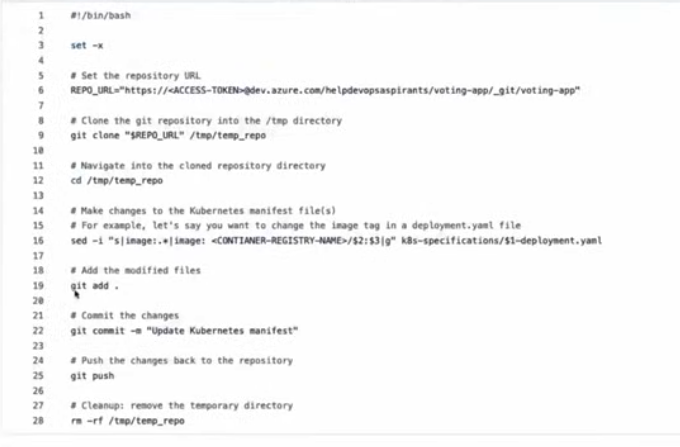 1 #!/bin/bash
2
3 set -x
4
5 # Set the repository URL
6 REPO_URL="https://<ACCESS-TOKEN>@dev.azure.com/helpdevopsaspirants/voting-app/_git/voting-app"
7
8 # Clone the git repository into the /tmp directory
9 git clone "$REPO_URL" /tmp/temp_repo
10
11 # Navigate into the cloned repository directory
12 cd /tmp/temp_repo
13
14 # Make changes to the Kubernetes manifest file(s)
15 # For example, let's say you want to change the image tag in a deployment.yaml file
16 sed -i "s|image:.*|image: <CONTIANER-REGISTRY-NAME>/$2:$3|g" k8s-specifications/$1-deployment.yaml
17
18 # Add the modified files
19 git add .
20
21 # Commit the changes
22 git commit -m "Update Kubernetes manifest"
23
24 # Push the changes back to the repository
25 git push
26
27 # Cleanup: remove the temporary directory
28 rm -rf /tmp/temp_repo